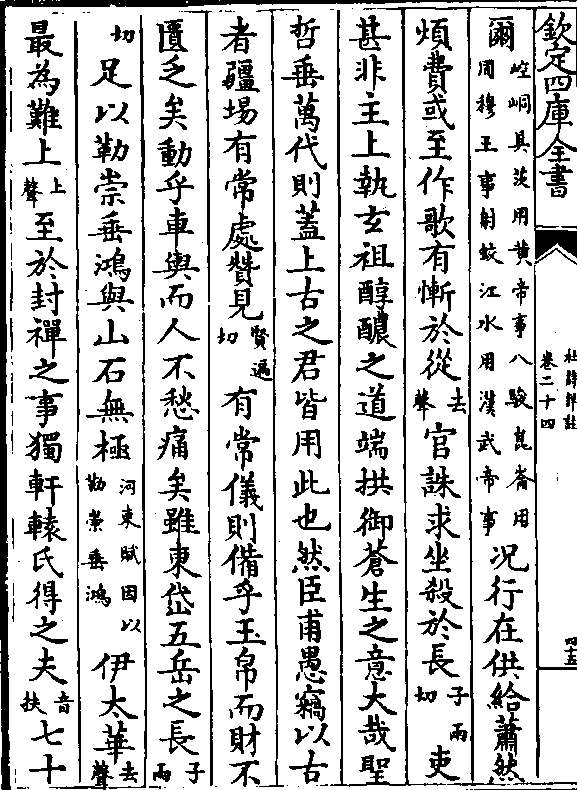 欽定四庫全書
杜詩詳註
卷二十四
四十五
爾崆峒具茨用黃帝事八駿崑崙用周穆王事射蛟江水用漢武帝事况行在供給蕭然
煩費或至作歌有慚於從去聲官誅求坐殺於長子兩切吏
甚非主上執玄祖醇醲之道端拱御蒼生之意大哉聖
哲垂萬代則蓋上古之君皆用此也然臣甫愚竊以古
者疆場有常處贊見賢遍切有常儀則備乎玉帛而財不
匱乏矣動乎車輿而人不愁痛矣雖東岱五岳之長子兩
切足以勒崇垂鴻與山石無極河東賦因以勒崇垂鴻伊太華去聲
最為難上上聲至於封禪之事獨軒轅氏得之夫音扶七十